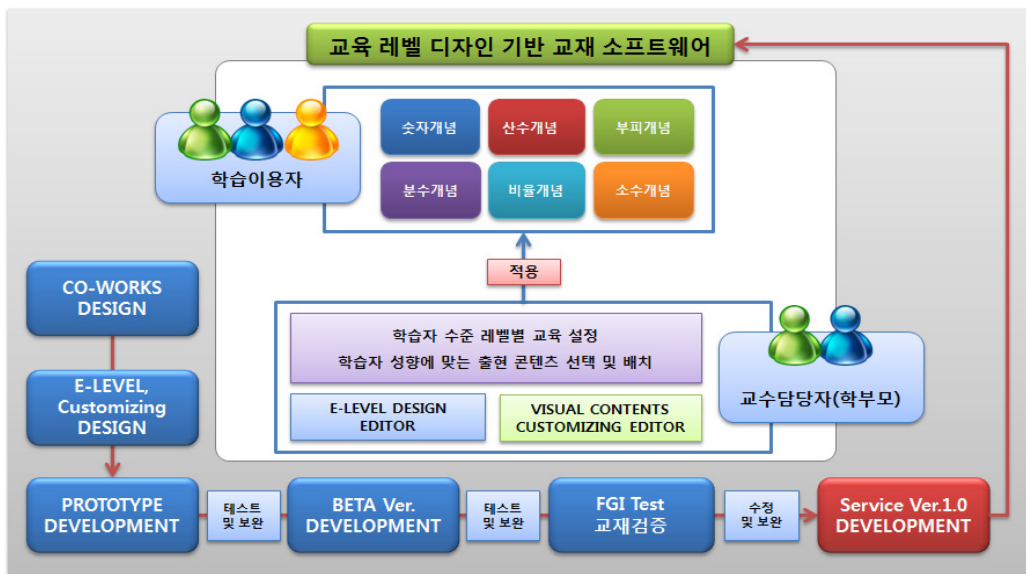 교육 레벨 디자인 기반 교재 소프트웨어
숫자개념
산수개념
부피개념
학습이용자
분수개념
비율개념
소수개념
적용
CO-WORKS
DESIGN
학습자 수준 레벨별 교육 설정
학습자 성향에 맞는 출현 콘텐츠 선택 및 배치
E-LEVEL DESIGN
EDITOR
VISUAL CONTENTS
CUSTOMIZING EDITOR
교수담당자(학부모)
E-LEVEL,
Customizing
DESIGN
PROTOTYPE
DEVELOPMENT
테스트
및 보완
BETA Ver.
DEVELOPMENT
테스트
및 보완
FGI Test
교재검증
수정
및 보완
Service Ver.1.0
DEVELOPMENT